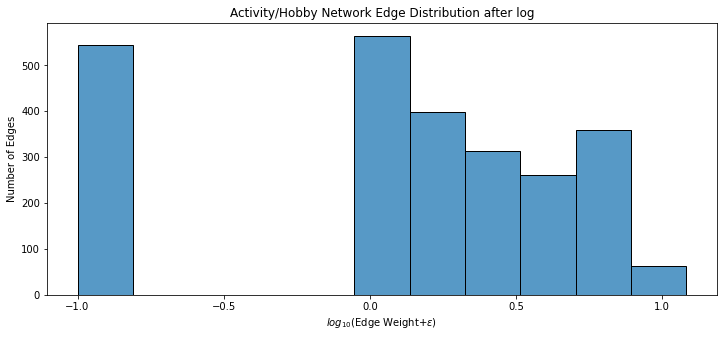 Activity/Hobby Network Edge Distribution after log
Number of Edges
500
400
300
200
100
0
−1.0 −0.5 0.0 0.5 1.0
log₁₀(Edge Weight+ε)